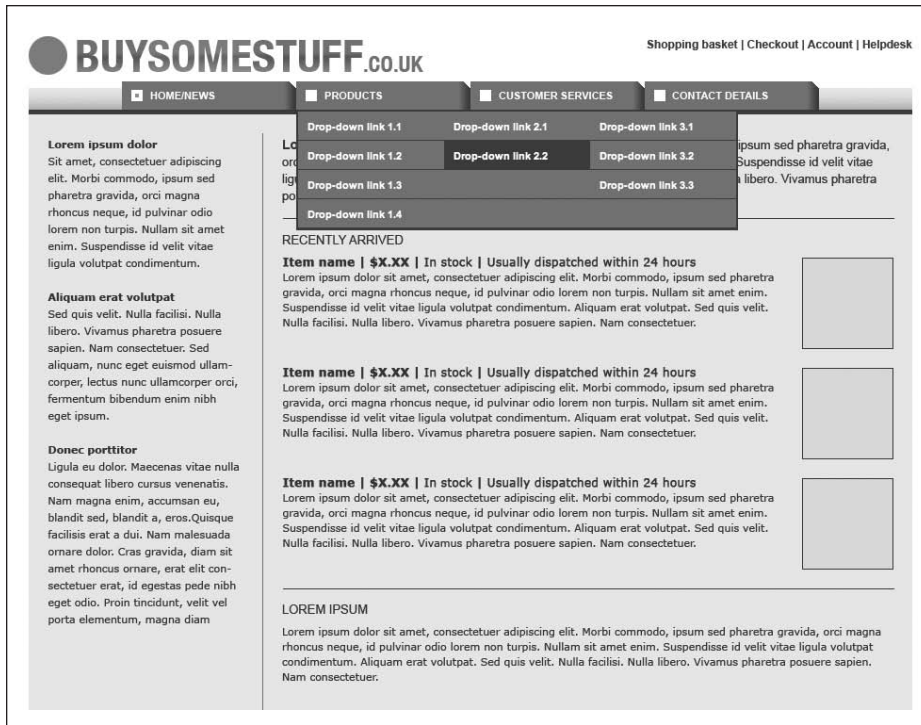 BUYSOMESTUFF.CO.UK
Shopping basket | Checkout | Account | Helpdesk
HOME/NEWS
PRODUCTS
CUSTOMER SERVICES
CONTACT DETAILS
Drop-down link 1.1 Drop-down link 2.1 Drop-down link 3.1
Drop-down link 1.2 Drop-down link 2.2 Drop-down link 3.2
Drop-down link 1.3 Drop-down link 3.3
Drop-down link 1.4
Lorem ipsum dolor
Sit amet, consectetuer adipiscing
elit. Morbi commodo, ipsum sed
pharetra gravida, orci magna
rhoncus neque, id pulvinar odio
lorem non turpis. Nullam sit amet
enim. Suspendisse id velit vitae
ligula volutpat condimentum.
Aliquam erat volutpat
Sed quis velit. Nulla facilisi. Nulla
libero. Vivamus pharetra posuere
sapien. Nam consectetuer. Sed
aliquam, nunc eget euismod ullam-
corper, lectus nunc ullamcorper orci,
fermentum bibendum enim nibh
eget ipsum.
Donec porttitor
Ligula eu dolor. Maecenas vitae nulla
consequat libero cursus venenatis.
Nam magna enim, accumsan eu,
blandit sed, blandit a, eros.Quisque
facilisis erat a dui. Nam malesuada
ornare dolor. Cras gravida, diam sit
amet rhoncus ornare, erat elit con-
sectetuer erat, id egestas pede nibh
eget odio. Proin tincidunt, velit vel
porta elementum, magna diam
ipsum sed pharetra gravida,
Suspendisse id velit vitae
libero. Vivamus pharetra
RECENTLY ARRIVED
Item name | $X.XX | In stock | Usually dispatched within 24 hours
Lorem ipsum dolor sit amet, consectetuer adipiscing elit. Morbi commodo, ipsum sed pharetra
gravida, orci magna rhoncus neque, id pulvinar odio lorem non turpis. Nullam sit amet enim.
Suspendisse id velit vitae ligula volutpat condimentum. Aliquam erat volutpat. Sed quis velit.
Nulla facilisi. Nulla libero. Vivamus pharetra posuere sapien. Nam consectetuer.
Item name | $X.XX | In stock | Usually dispatched within 24 hours
Lorem ipsum dolor sit amet, consectetuer adipiscing elit. Morbi commodo, ipsum sed pharetra
gravida, orci magna rhoncus neque, id pulvinar odio lorem non turpis. Nullam sit amet enim.
Suspendisse id velit vitae ligula volutpat condimentum. Aliquam erat volutpat. Sed quis velit.
Nulla facilisi. Nulla libero. Vivamus pharetra posuere sapien. Nam consectetuer.
Item name | $X.XX | In stock | Usually dispatched within 24 hours
Lorem ipsum dolor sit amet, consectetuer adipiscing elit. Morbi commodo, ipsum sed pharetra
gravida, orci magna rhoncus neque, id pulvinar odio lorem non turpis. Nullam sit amet enim.
Suspendisse id velit vitae ligula volutpat condimentum. Aliquam erat volutpat. Sed quis velit.
Nulla facilisi. Nulla libero. Vivamus pharetra posuere sapien. Nam consectetuer.
LOREM IPSUM
Lorem ipsum dolor sit amet, consectetuer adipiscing elit. Morbi commodo, ipsum sed pharetra gravida, orci magna
rhoncus neque, id pulvinar odio lorem non turpis. Nullam sit amet enim. Suspendisse id velit vitae ligula volutpat
condimentum. Aliquam erat volutpat. Sed quis velit. Nulla facilisi. Nulla libero. Vivamus pharetra posuere sapien.
Nam consectetuer.